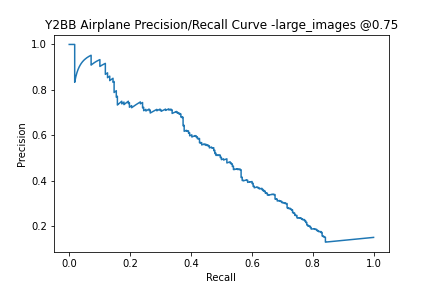 Y2BB Airplane Precision/Recall Curve -large_images @0.75
1.0
0.8
0.6
0.4
0.2
Precision
0.0 0.2 0.4 0.6 0.8 1.0
Recall